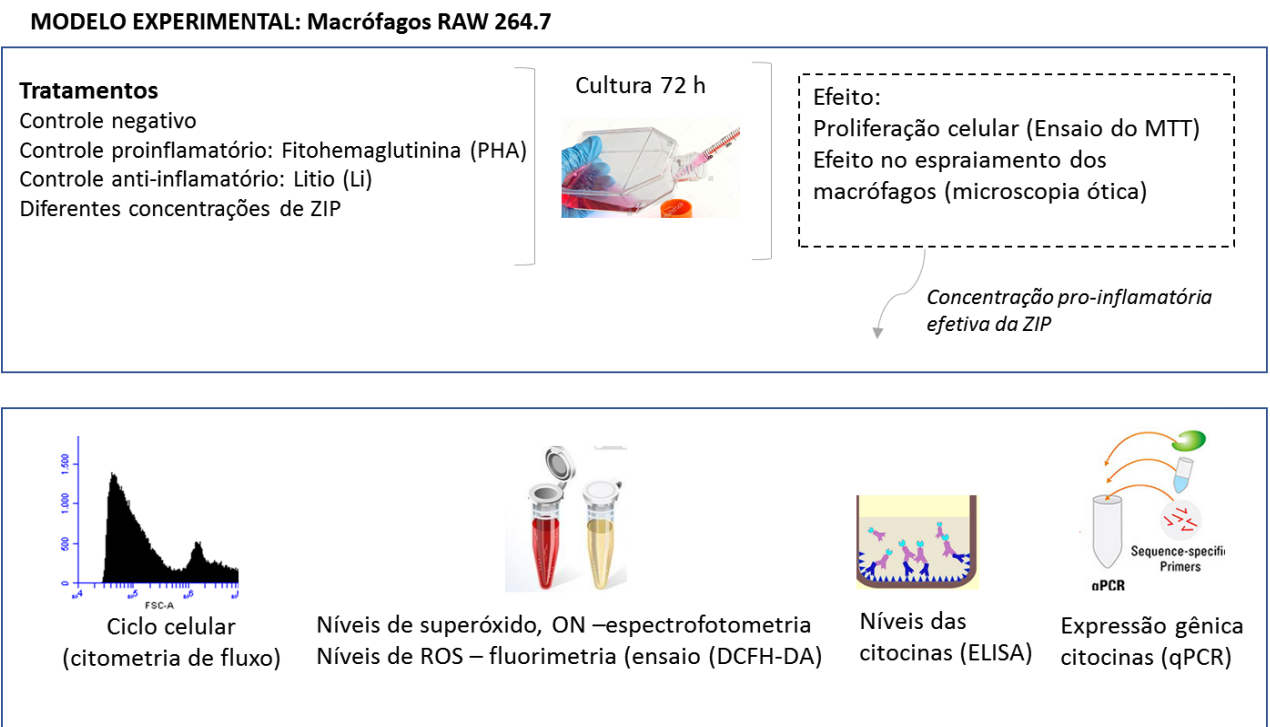 MODELO EXPERIMENTAL: Macrófagos RAW 264.7
Tratamentos
Controle negativo
Controle proinflamatório: Fitohemaglutinina (PHA)
Controle anti-inflamatório: Litio (Li)
Diferentes concentrações de ZIP
Cultura 72 h
Efeito:
Proliferação celular (Ensaio do MTT)
Efeito no espraiamento dos
macrófagos (microscopia ótica)
Concentração pro-inflamatória
efetiva da ZIP
1.500
1.000
500
0
FSC-A
Ciclo celular
(citometria de fluxo)
Níveis de superóxido, ON –espectrofotometria
Níveis de ROS – fluorimetria (ensaio (DCFH-DA)
Níveis das
citocinas (ELISA)
Sequence-specifi
Primers
qPCR
Expressão gênica
citocinas (qPCR)